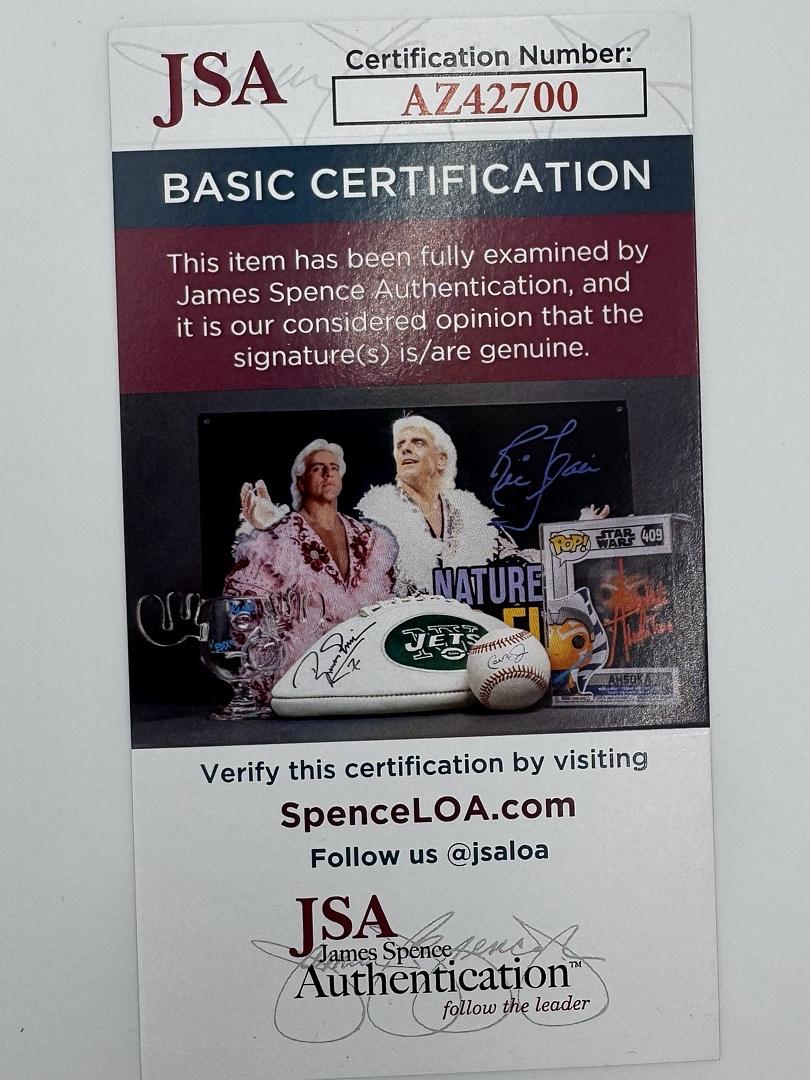 JSA
Certification Number:
AZ42700
BASIC CERTIFICATION
This item has been fully examined by
James Spence Authentication, and
it is our considered opinion that the
signature(s) is/are genuine.
Ric Flair
NATURE
POP!
STAR
WARS
409
JETS
AHSOKA
Verify this certification by visiting
SpenceLOA.com
Follow us @jsaloa
JSA
James Spence
Authentication™
follow the leader